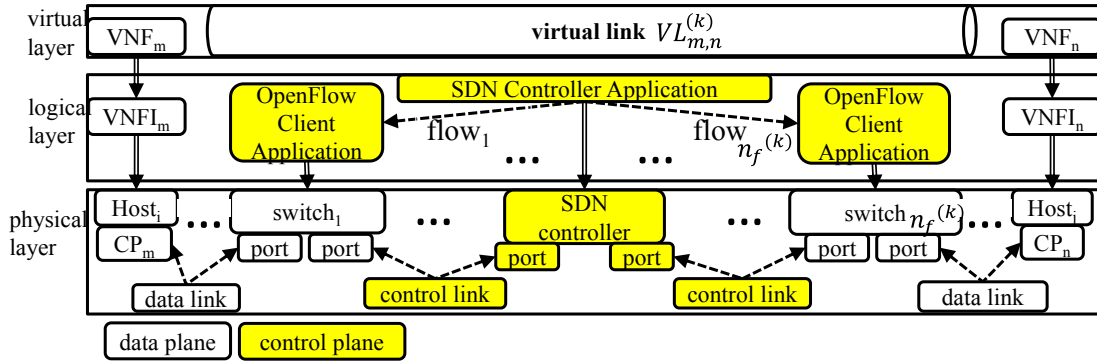 virtual layer
VNF_m
virtual link VL_{m,n}^{(k)}
VNF_n
logical layer
VNFI_m
OpenFlow
Client
Application
SDN Controller Application
flow_1
...
...
flow_{n_f^{(k)}}
OpenFlow
Client
Application
VNFI_n
physical layer
Host_i
CP_m
...
switch_1
port
port
...
SDN
controller
port
port
...
switch_{n_f^{(k)}}
port
port
...
Host_j
CP_n
data link
control link
control link
data link
data plane
control plane